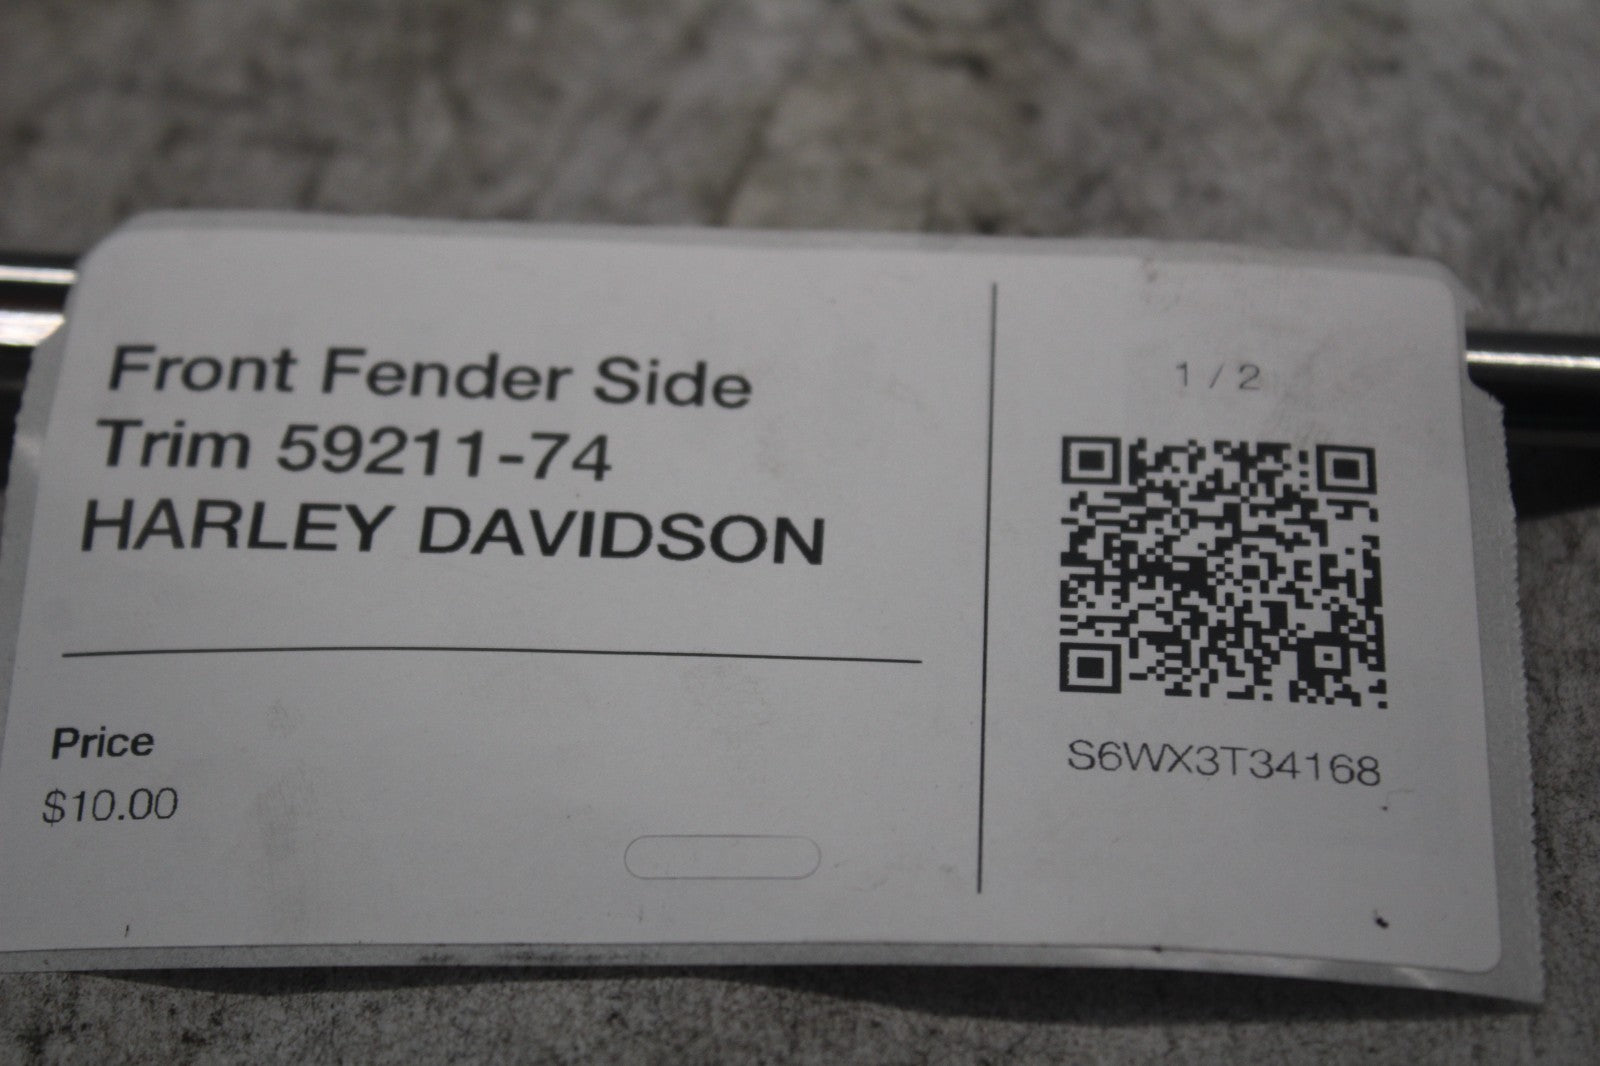 Front Fender Side
Trim 59211-74
HARLEY DAVIDSON
Price
$10.00
1 / 2
S6WX3T34168